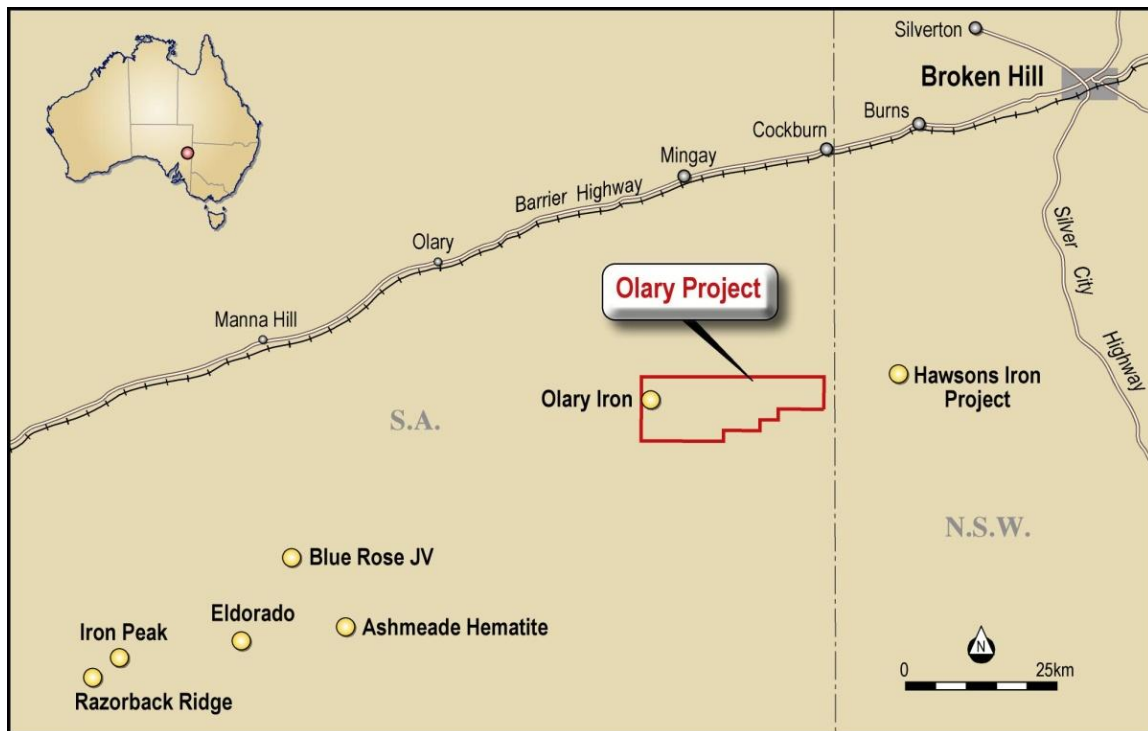 Silverton
Broken Hill
Burns
Cockburn
Mingay
Barrier Highway
Olary
Silver City Highway
Olary Project
Manna Hill
Olary Iron
Hawsons Iron
Project
S.A.
N.S.W.
Blue Rose JV
Eldorado
Ashmeade Hematite
Iron Peak
Razorback Ridge
N
0 25km